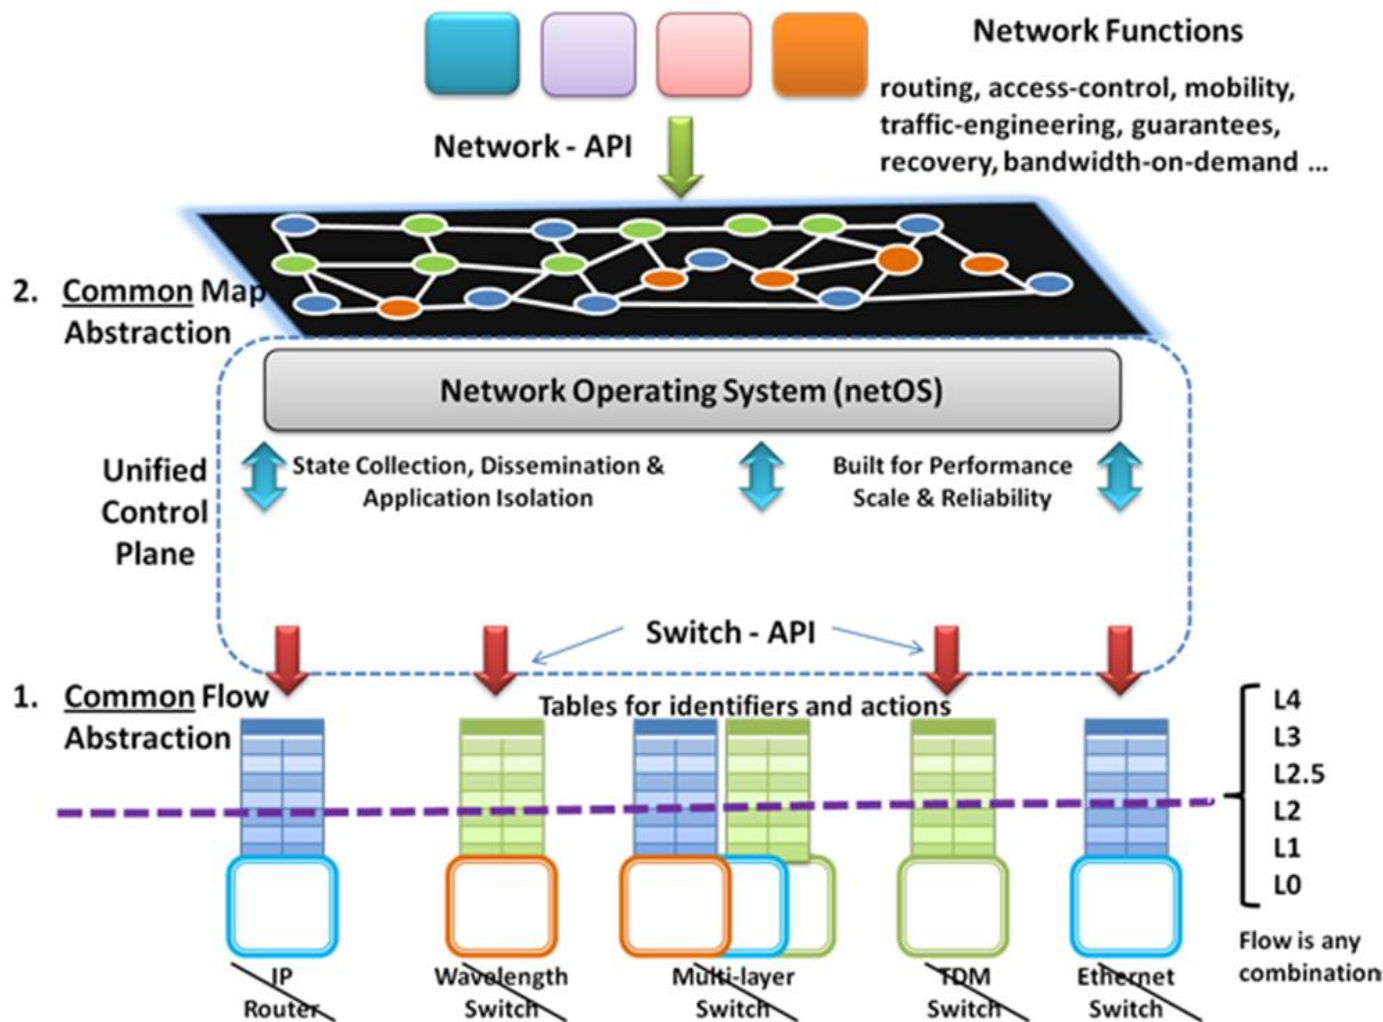 Network Functions
routing, access-control, mobility,
traffic-engineering, guarantees,
recovery, bandwidth-on-demand ...
Network - API
2. Common Map
Abstraction
Network Operating System (netOS)
Unified
Control
Plane
State Collection, Dissemination &
Application Isolation
Built for Performance
Scale & Reliability
Switch - API
1. Common Flow
Abstraction
Tables for identifiers and actions
L4
L3
L2.5
L2
L1
L0
Flow is any
combination
IP
Router
Wavelength
Switch
Multi-layer
Switch
TDM
Switch
Ethernet
Switch